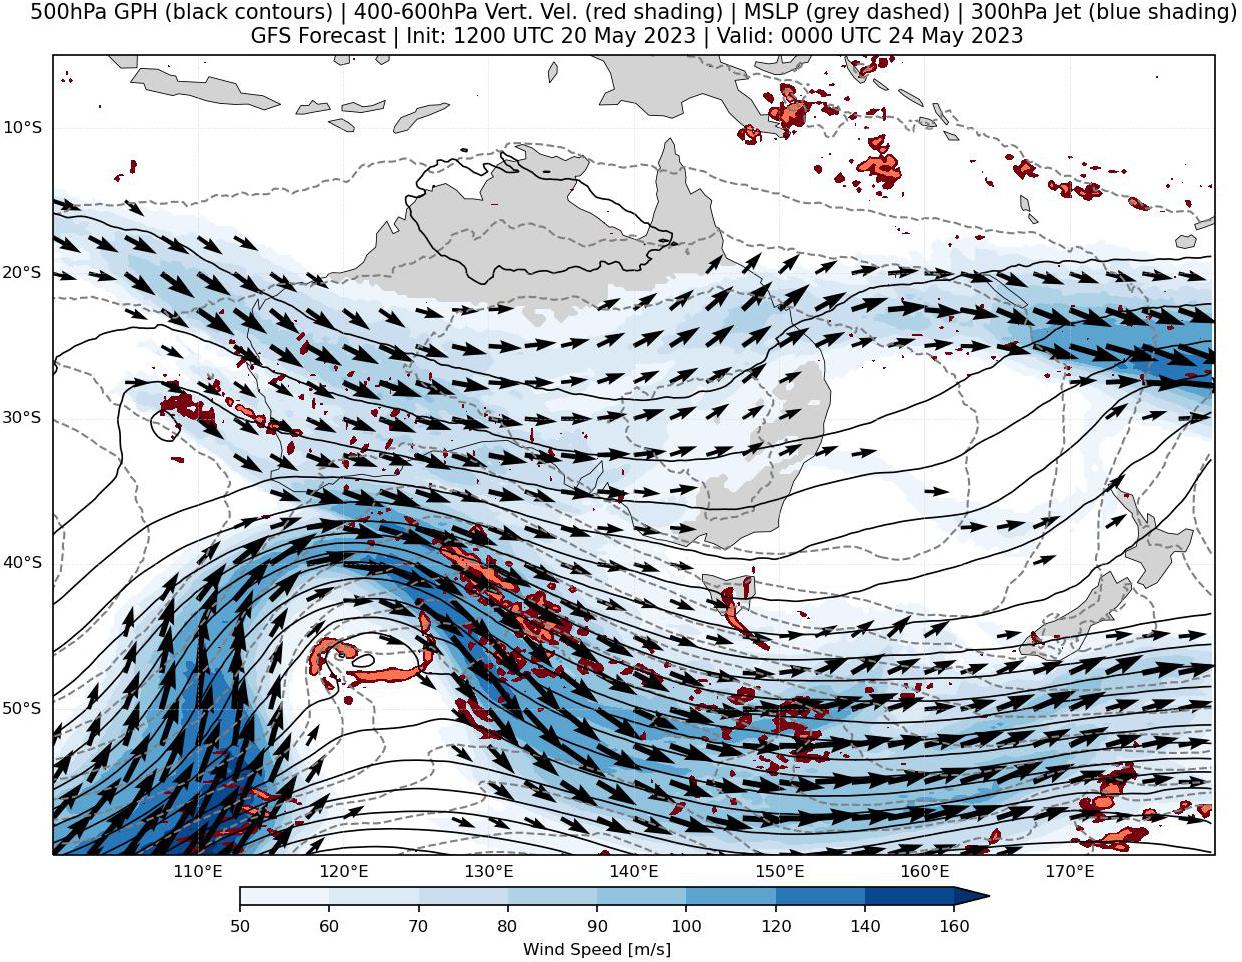 500hPa GPH (black contours) | 400-600hPa Vert. Vel. (red shading) | MSLP (grey dashed) | 300hPa Jet (blue shading)
GFS Forecast | Init: 1200 UTC 20 May 2023 | Valid: 0000 UTC 24 May 2023
10°S
20°S
30°S
40°S
50°S
110°E 120°E 130°E 140°E 150°E 160°E 170°E
50 60 70 80 90 100 120 140 160
Wind Speed [m/s]